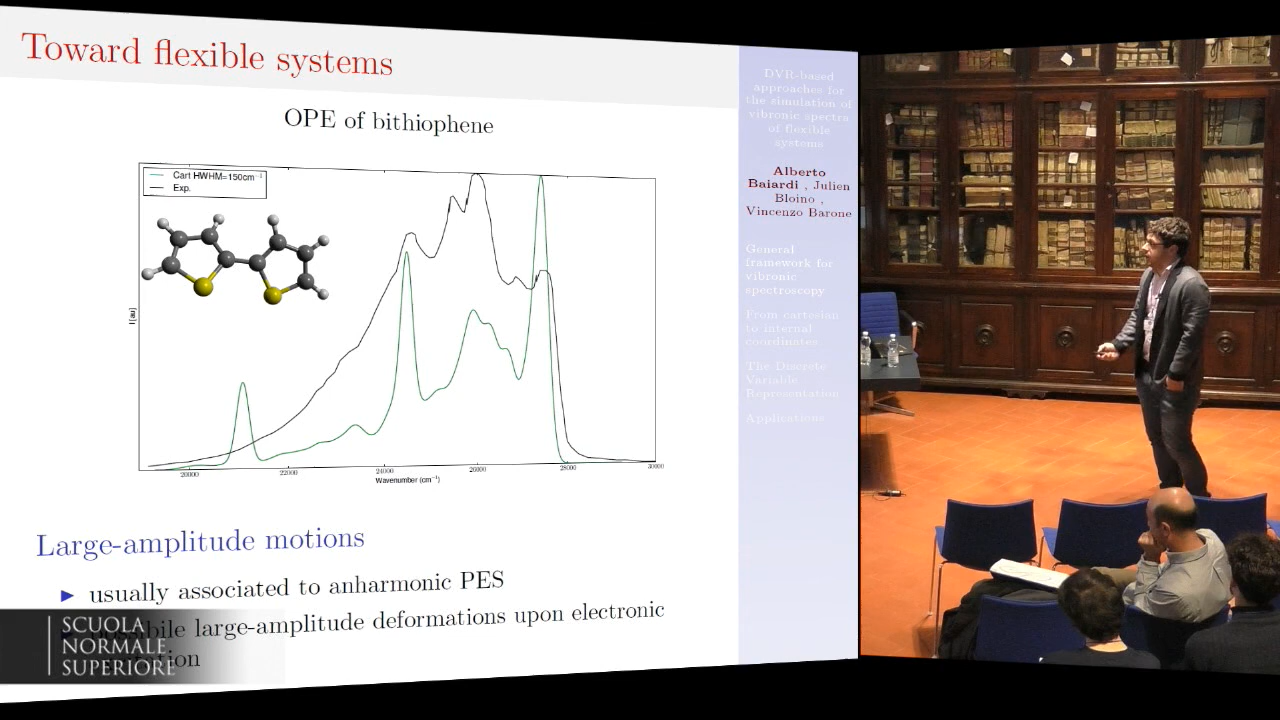 Toward flexible systems
OPE of bithiophene
Cart HWHM=150cm⁻¹
Exp.
I [au]
20000 22000 24000 26000 28000 30000
Wavenumber (cm⁻¹)
Large-amplitude motions
usually associated to anharmonic PES
large-amplitude deformations upon electronic
SCUOLA
NORMALE
SUPERIORE
DVR-based
approaches for
the simulation of
vibronic spectra
of flexible
systems
Alberto
Baiardi , Julien
Bloino ,
Vincenzo Barone
General
framework for
vibronic
spectroscopy
From cartesian
to internal
coordinates
The Discrete
Variable
Representation
Applications